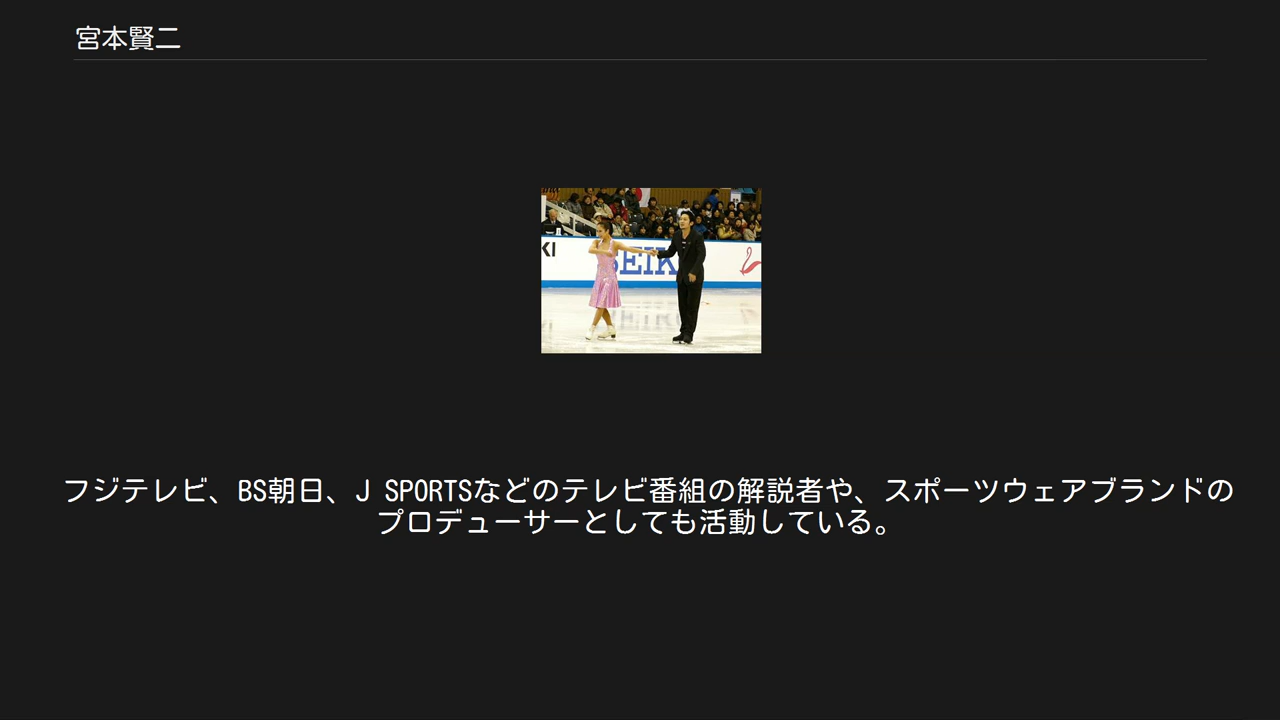 宮本賢二
KI
SEIK
フジテレビ、BS朝日、J SPORTSなどのテレビ番組の解説者や、スポーツウェアブランドの
プロデューサーとしても活動している。